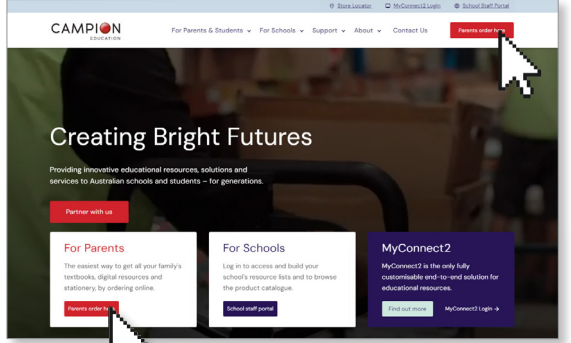 Store Locator MyConnect2 Login School Staff Portal
CAMPION
EDUCATION
For Parents & Students For Schools Support About Contact Us
Parents order here
Creating Bright Futures
Providing innovative educational resources, solutions and
services to Australian schools and students – for generations.
Partner with us
For Parents
The easiest way to get all your family's
textbooks, digital resources and
stationery, by ordering online.
Parents order here
For Schools
Log in to access and build your
school's resource lists and to browse
the product catalogue.
School staff portal
MyConnect2
MyConnect2 is the only fully
customisable end-to-end solution for
educational resources.
Find out more MyConnect2 Login →